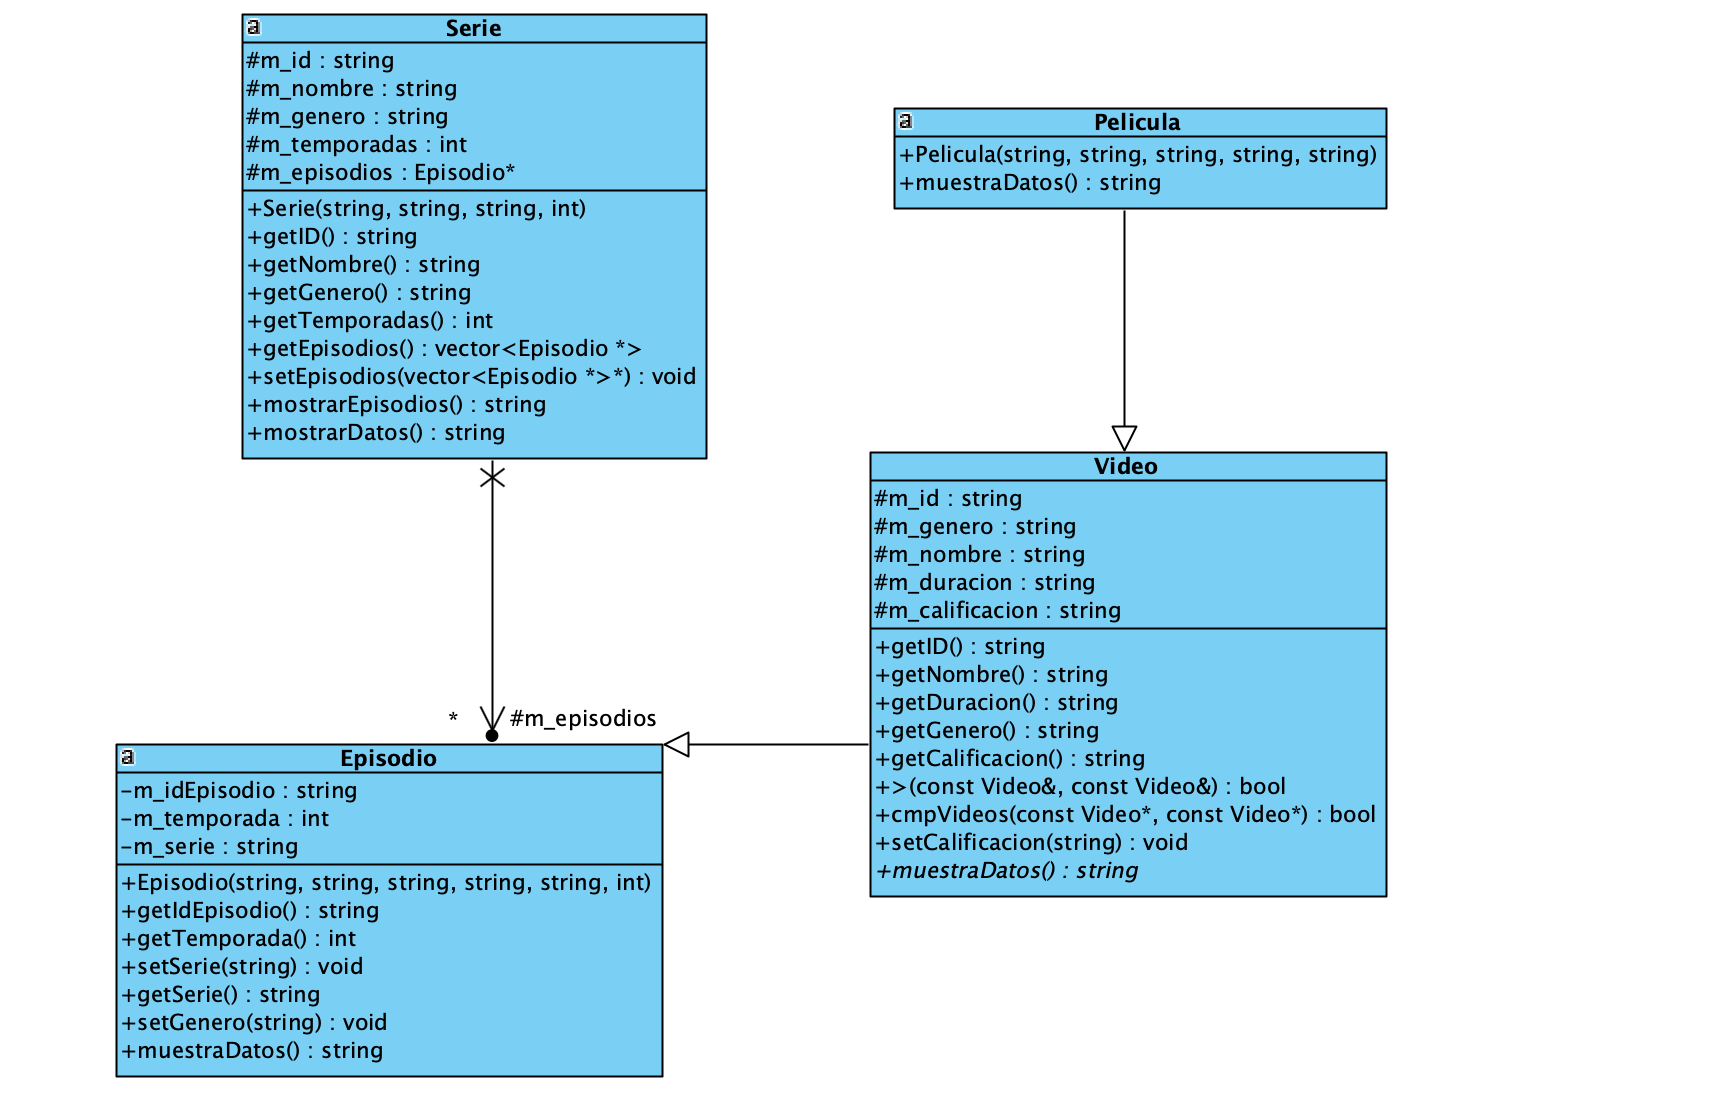 a
Serie
#m_id : string
#m_nombre : string
#m_genero : string
#m_temporadas : int
#m_episodios : Episodio*
+Serie(string, string, string, int)
+getID() : string
+getNombre() : string
+getGenero() : string
+getTemporadas() : int
+getEpisodios() : vector<Episodio *>
+setEpisodios(vector<Episodio *>*) : void
+mostrarEpisodios() : string
+mostrarDatos() : string
a
Pelicula
+Pelicula(string, string, string, string, string)
+muestraDatos() : string
Video
#m_id : string
#m_genero : string
#m_nombre : string
#m_duracion : string
#m_calificacion : string
+getID() : string
+getNombre() : string
+getDuracion() : string
+getGenero() : string
+getCalificacion() : string
+>(const Video&, const Video&) : bool
+cmpVideos(const Video*, const Video*) : bool
+setCalificacion(string) : void
+muestraDatos() : string
* #m_episodios
a
Episodio
-m_idEpisodio : string
-m_temporada : int
-m_serie : string
+Episodio(string, string, string, string, string, int)
+getIdEpisodio() : string
+getTemporada() : int
+setSerie(string) : void
+getSerie() : string
+setGenero(string) : void
+muestraDatos() : string